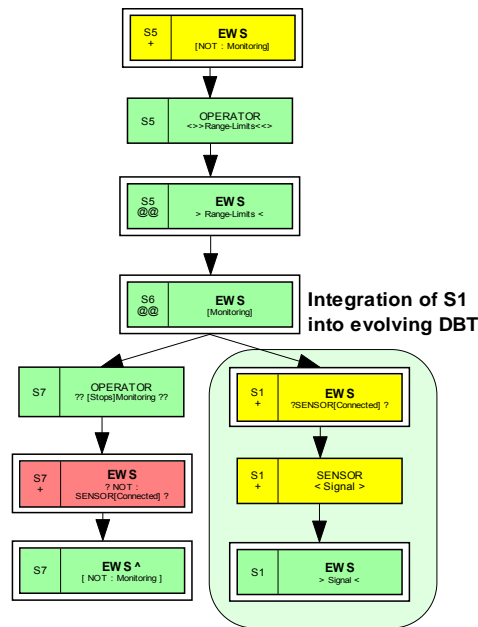 S5
+
EWS
[NOT : Monitoring]
S5
OPERATOR
<>>Range-Limits<<>
S5
@@
EWS
> Range-Limits <
S6
@@
EWS
[Monitoring]
Integration of S1
into evolving DBT
S7
OPERATOR
?? [Stops]Monitoring ??
S1
+
EWS
?SENSOR[Connected] ?
S7
+
EWS
? NOT :
SENSOR[Connected] ?
S1
+
SENSOR
< Signal >
S7
EWS ^
[ NOT : Monitoring ]
S1
EWS
> Signal <